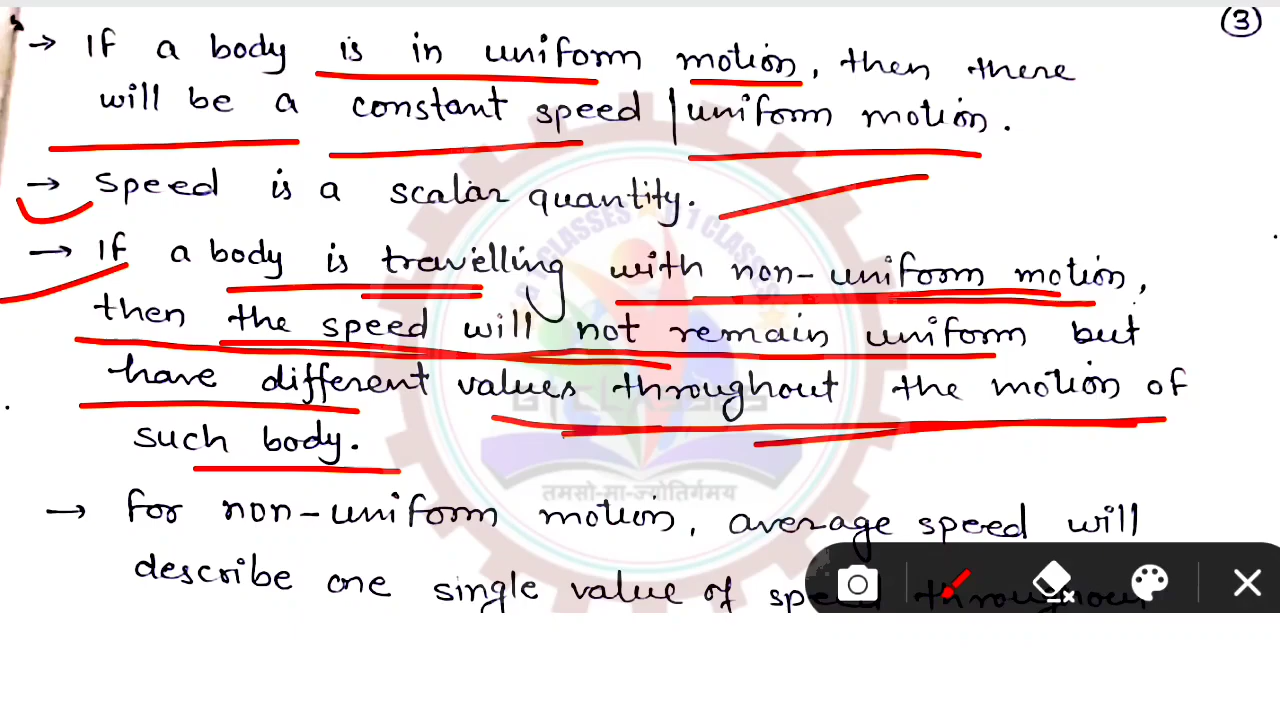 (3)
→ If a body is in uniform motion, then there
will be a constant speed | uniform motion.
→ Speed is a scalar quantity.
→ If a body is travelling with non-uniform motion,
then the speed will not remain uniform but
have different values throughout the motion of
such body.
→ for non-uniform motion, average speed will
describe one single value of speed throughout
तमसो-मा-ज्योतिर्गमय